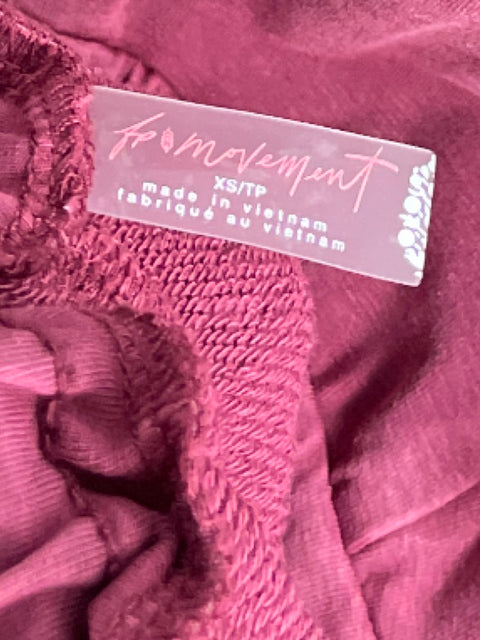 fp movement
XS/TP
made in vietnam
fabriqué au vietnam